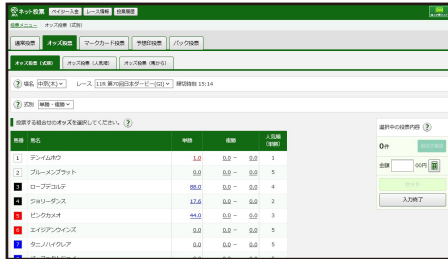 ネット投票 ペイジー入金 レース情報 投票履歴
投票メニュー オッズ投票 (式別)
通常投票 オッズ投票 マークカード投票 予想印投票 パック投票
オッズ投票 (式別) オッズ投票 (人気順) オッズ投票 (馬から)
? 場名 中京(木) レース 11R 第70回日本ダービー(GI) 締切時刻 15:14
? 式別 単勝・複勝
投票する組合せのオッズを選択してください。 ?
馬番 馬名 単勝 複勝 人気順 (単勝)
1 テンイムホウ 1.0 0.0 - 0.0 1
2 ブルーメンブラット 0.0 0.0 - 0.0 5
3 ローブデコルテ 88.0 0.0 - 0.0 4
4 ジョリーダンス 17.6 0.0 - 0.0 2
5 ピンクカメオ 44.0 0.0 - 0.0 3
6 エイジアンウインズ 0.0 0.0 - 0.0 5
7 タニノハイクレア 0.0 0.0 - 0.0 5
選択中の投票内容 ?
0件
金額 00円
セット
入力終了